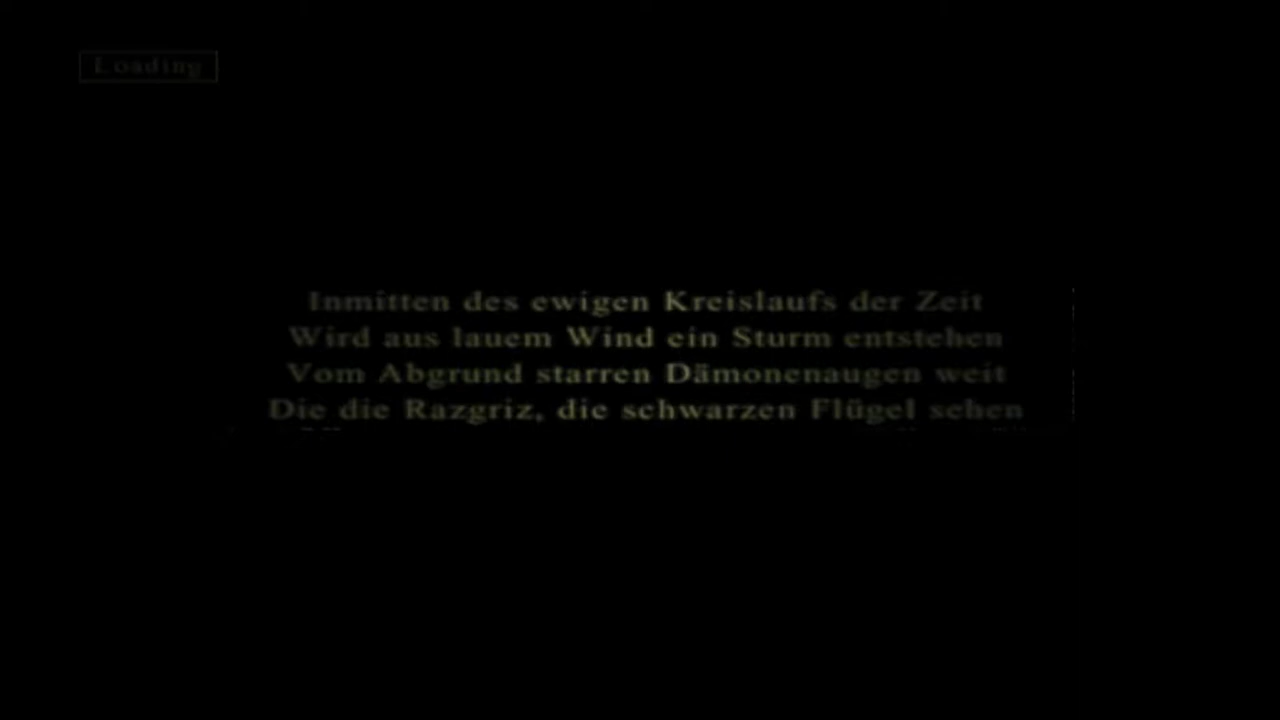 Loading
Inmitten des ewigen Kreislaufs der Zeit
Wird aus lauem Wind ein Sturm entstehen
Vom Abgrund starren Dämonenaugen weit
Die die Razgriz, die schwarzen Flügel sehen